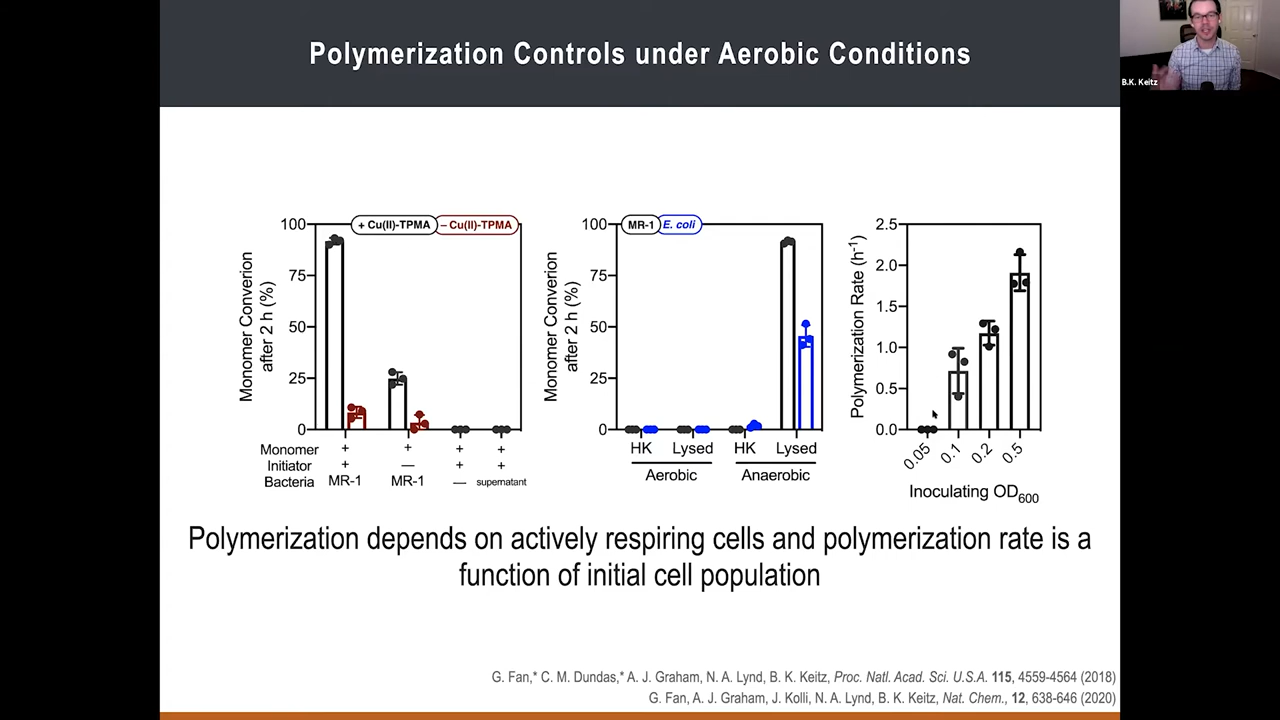 Polymerization Controls under Aerobic Conditions
B.K. Keitz
Monomer Converion
after 2 h (%)
100
75
50
25
0
+ Cu(II)-TPMA
– Cu(II)-TPMA
Monomer + + + +
Initiator + — + +
Bacteria MR-1 MR-1 — supernatant
Monomer Converion
after 2 h (%)
100
75
50
25
0
MR-1
E. coli
HK Lysed HK Lysed
Aerobic Anaerobic
Polymerization Rate (h-1)
2.5
2.0
1.5
1.0
0.5
0.0
0.05 0.1 0.2 0.5
Inoculating OD600
Polymerization depends on actively respiring cells and polymerization rate is a
function of initial cell population
G. Fan,* C. M. Dundas,* A. J. Graham, N. A. Lynd, B. K. Keitz, Proc. Natl. Acad. Sci. U.S.A. 115, 4559-4564 (2018)
G. Fan, A. J. Graham, J. Kolli, N. A. Lynd, B. K. Keitz, Nat. Chem., 12, 638-646 (2020)